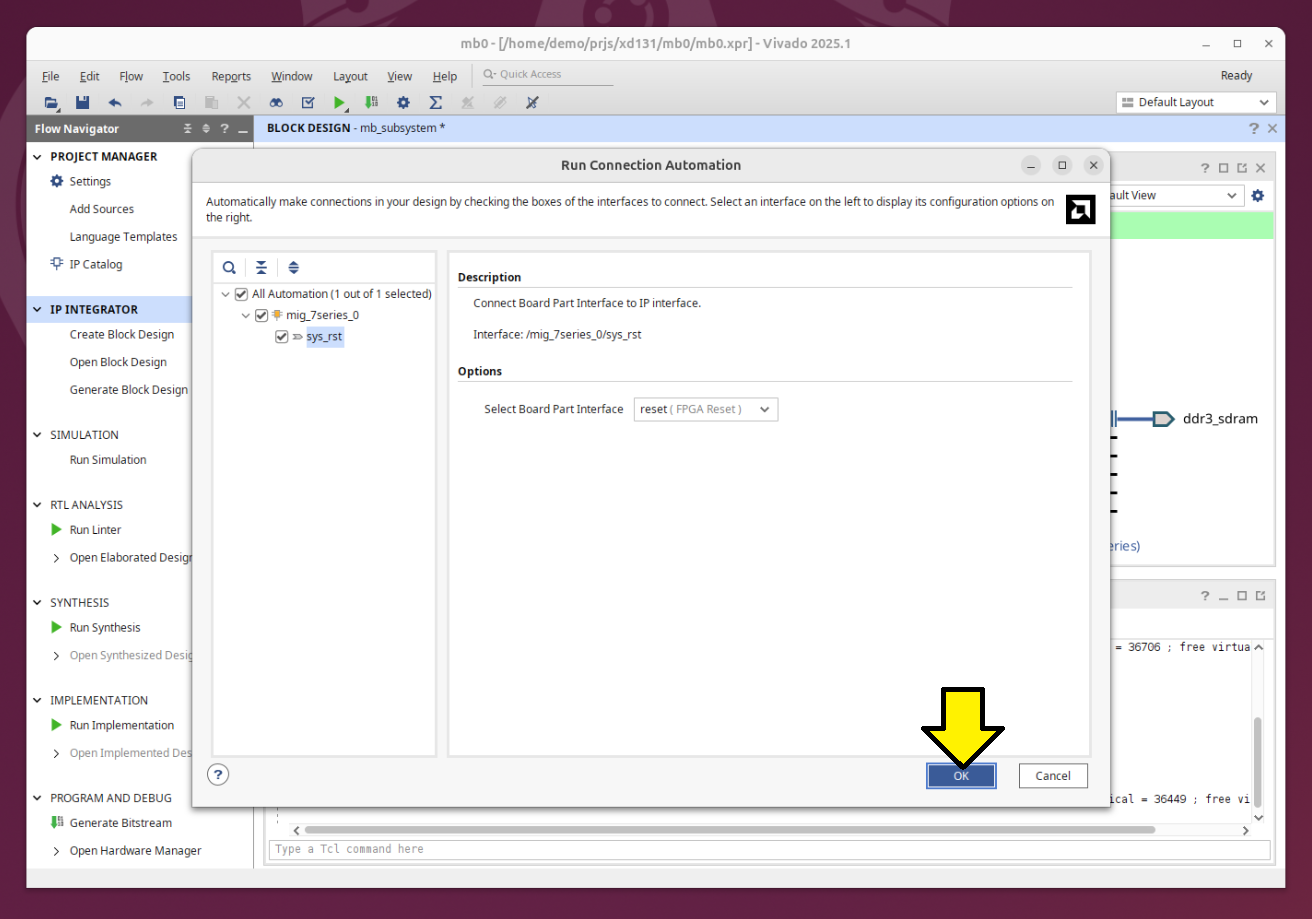 mb0 - [/home/demo/prjs/xd131/mb0/mb0.xpr] - Vivado 2025.1
File Edit Flow Tools Reports Window Layout View Help Quick Access Ready
Default Layout
Flow Navigator
BLOCK DESIGN - mb_subsystem *
PROJECT MANAGER
Settings
Add Sources
Language Templates
IP Catalog
IP INTEGRATOR
Create Block Design
Open Block Design
Generate Block Design
SIMULATION
Run Simulation
RTL ANALYSIS
Run Linter
Open Elaborated Design
SYNTHESIS
Run Synthesis
Open Synthesized Desig
IMPLEMENTATION
Run Implementation
Open Implemented Des
PROGRAM AND DEBUG
Generate Bitstream
Open Hardware Manager
Run Connection Automation
Automatically make connections in your design by checking the boxes of the interfaces to connect. Select an interface on the left to display its configuration options on
the right.
All Automation (1 out of 1 selected)
mig_7series_0
sys_rst
Description
Connect Board Part Interface to IP interface.
Interface: /mig_7series_0/sys_rst
Options
Select Board Part Interface reset ( FPGA Reset )
?
OK
Cancel
ault View
ddr3_sdram
eries)
= 36706 ; free virtua
ical = 36449 ; free vi
Type a Tcl command here